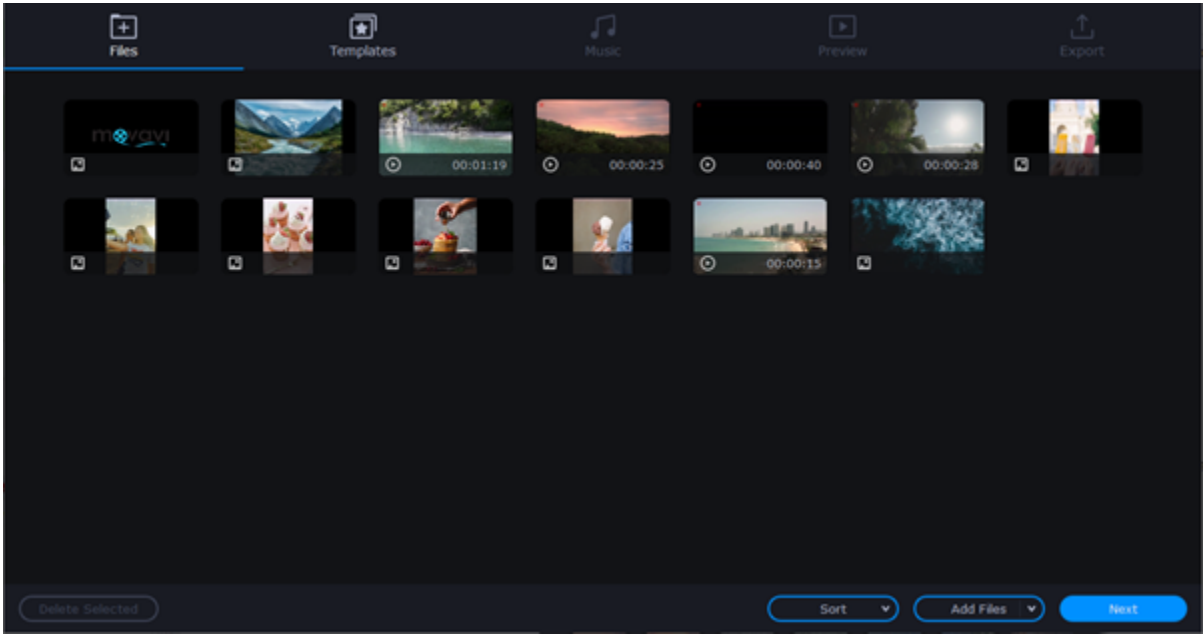 Files
Templates
Music
Preview
Export
movavi
00:01:19
00:00:25
00:00:40
00:00:28
00:00:15
Delete Selected
Sort
Add Files
Next